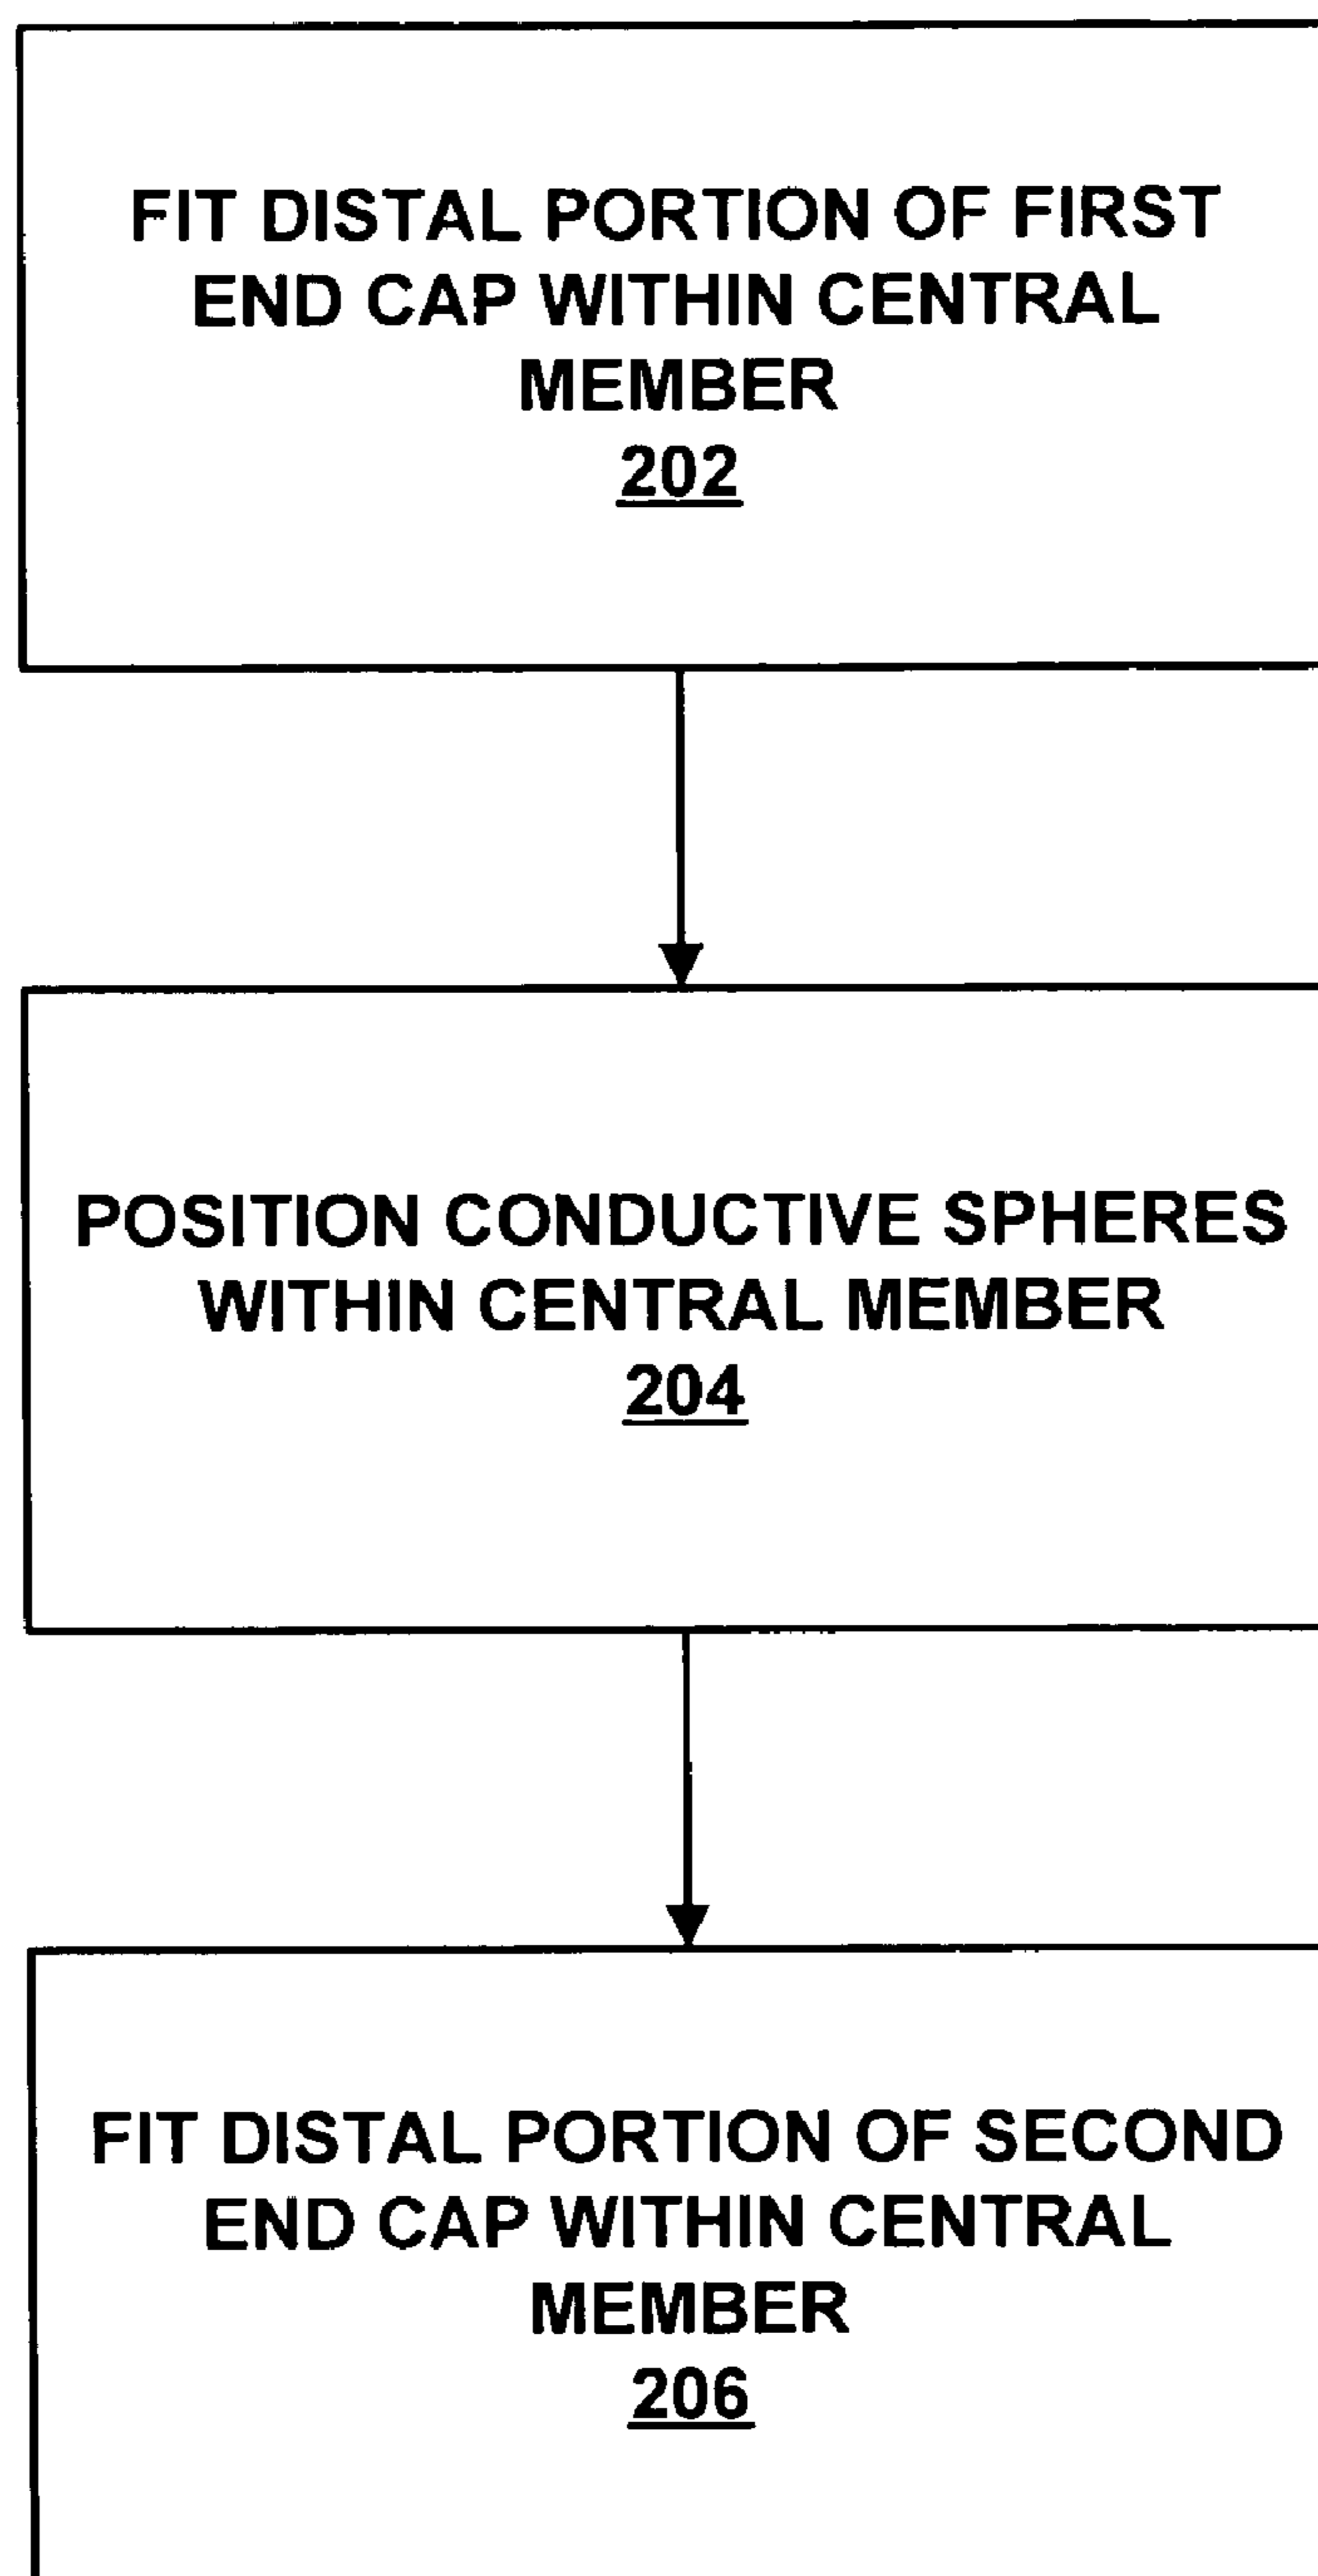 FIT DISTAL PORTION OF FIRST
END CAP WITHIN CENTRAL
MEMBER
202
POSITION CONDUCTIVE SPHERES
WITHIN CENTRAL MEMBER
204
FIT DISTAL PORTION OF SECOND
END CAP WITHIN CENTRAL
MEMBER
206